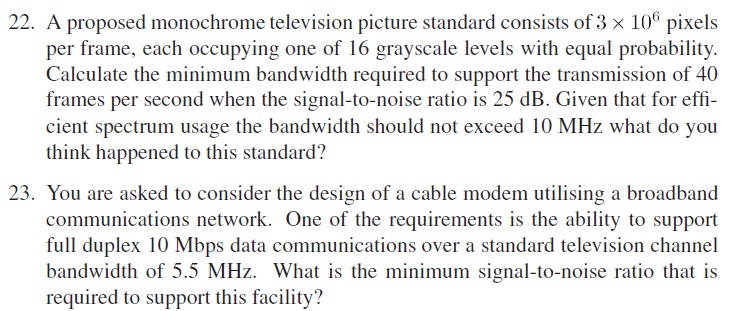 22. A proposed monochrome television picture standard consists of 3 × 10⁶ pixels
per frame, each occupying one of 16 grayscale levels with equal probability.
Calculate the minimum bandwidth required to support the transmission of 40
frames per second when the signal-to-noise ratio is 25 dB. Given that for effi-
cient spectrum usage the bandwidth should not exceed 10 MHz what do you
think happened to this standard?
23. You are asked to consider the design of a cable modem utilising a broadband
communications network. One of the requirements is the ability to support
full duplex 10 Mbps data communications over a standard television channel
bandwidth of 5.5 MHz. What is the minimum signal-to-noise ratio that is
required to support this facility?